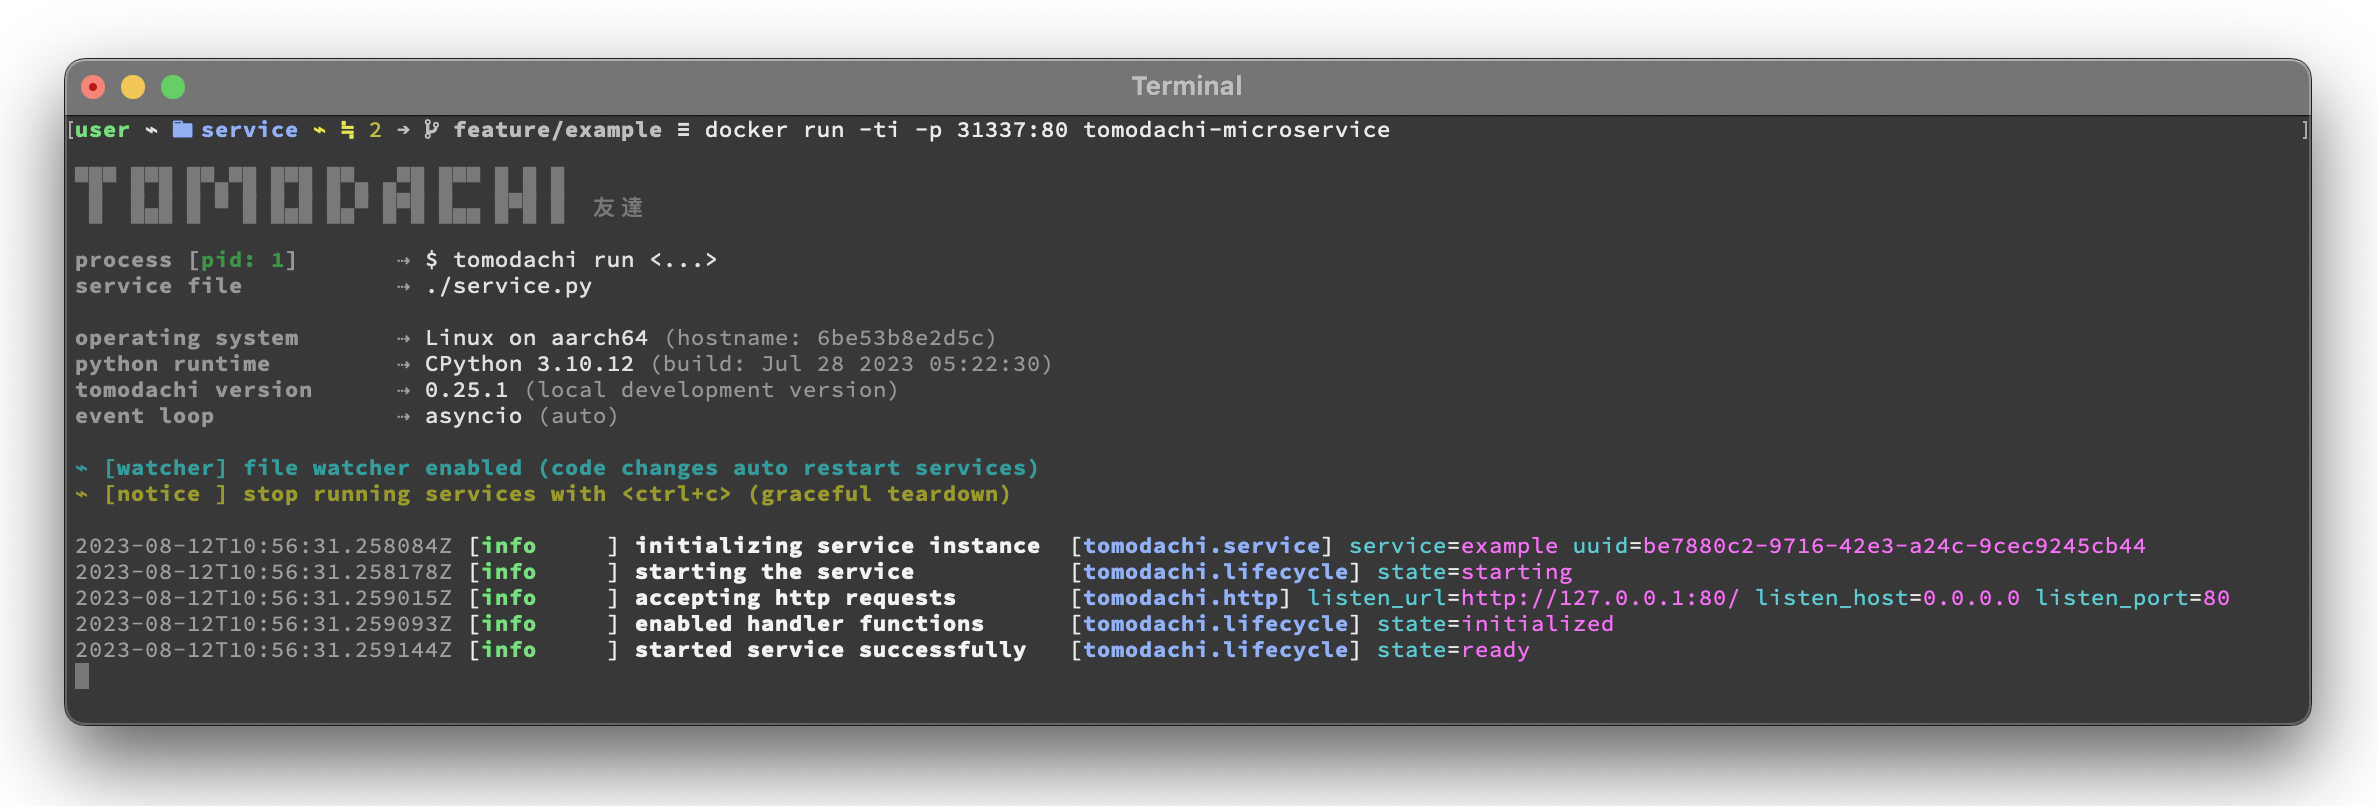 Terminal
[user ~ service ~ ≒ 2 → feature/example ≡ docker run -ti -p 31337:80 tomodachi-microservice ]
TOMODACHI 友達
process [pid: 1] ⇢ $ tomodachi run <...>
service file ⇢ ./service.py
operating system ⇢ Linux on aarch64 (hostname: 6be53b8e2d5c)
python runtime ⇢ CPython 3.10.12 (build: Jul 28 2023 05:22:30)
tomodachi version ⇢ 0.25.1 (local development version)
event loop ⇢ asyncio (auto)
⌁ [watcher] file watcher enabled (code changes auto restart services)
⌁ [notice ] stop running services with <ctrl+c> (graceful teardown)
2023-08-12T10:56:31.258084Z [info     ] initializing service instance  [tomodachi.service] service=example uuid=be7880c2-9716-42e3-a24c-9cec9245cb44
2023-08-12T10:56:31.258178Z [info     ] starting the service           [tomodachi.lifecycle] state=starting
2023-08-12T10:56:31.259015Z [info     ] accepting http requests        [tomodachi.http] listen_url=http://127.0.0.1:80/ listen_host=0.0.0.0 listen_port=80
2023-08-12T10:56:31.259093Z [info     ] enabled handler functions      [tomodachi.lifecycle] state=initialized
2023-08-12T10:56:31.259144Z [info     ] started service successfully   [tomodachi.lifecycle] state=ready